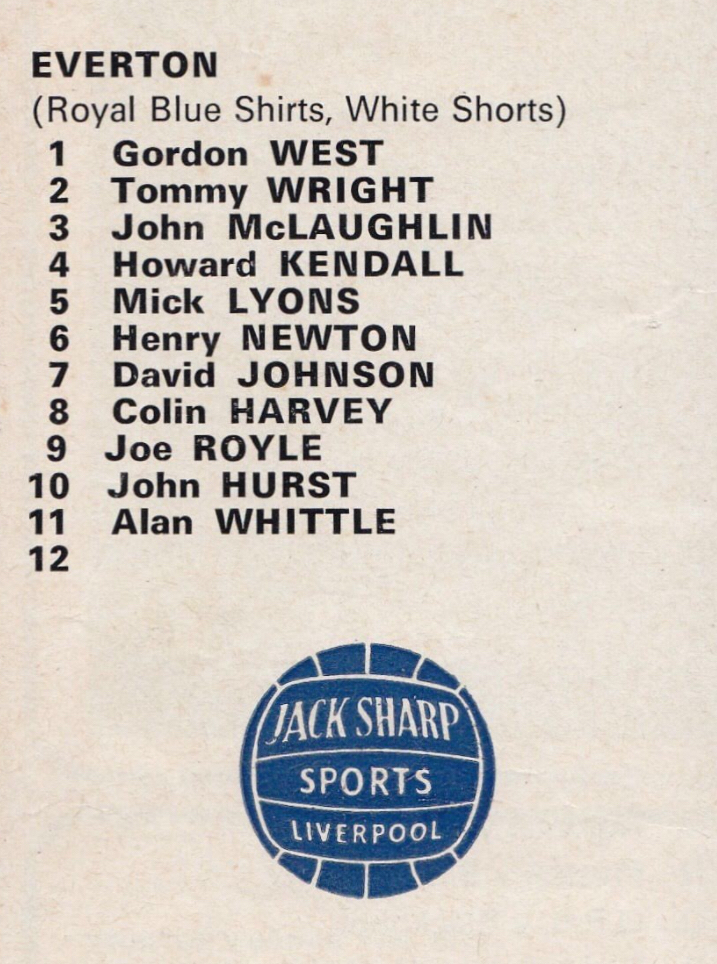 EVERTON
(Royal Blue Shirts, White Shorts)
1 Gordon WEST
2 Tommy WRIGHT
3 John McLAUGHLIN
4 Howard KENDALL
5 Mick LYONS
6 Henry NEWTON
7 David JOHNSON
8 Colin HARVEY
9 Joe ROYLE
10 John HURST
11 Alan WHITTLE
12
JACK SHARP
SPORTS
LIVERPOOL